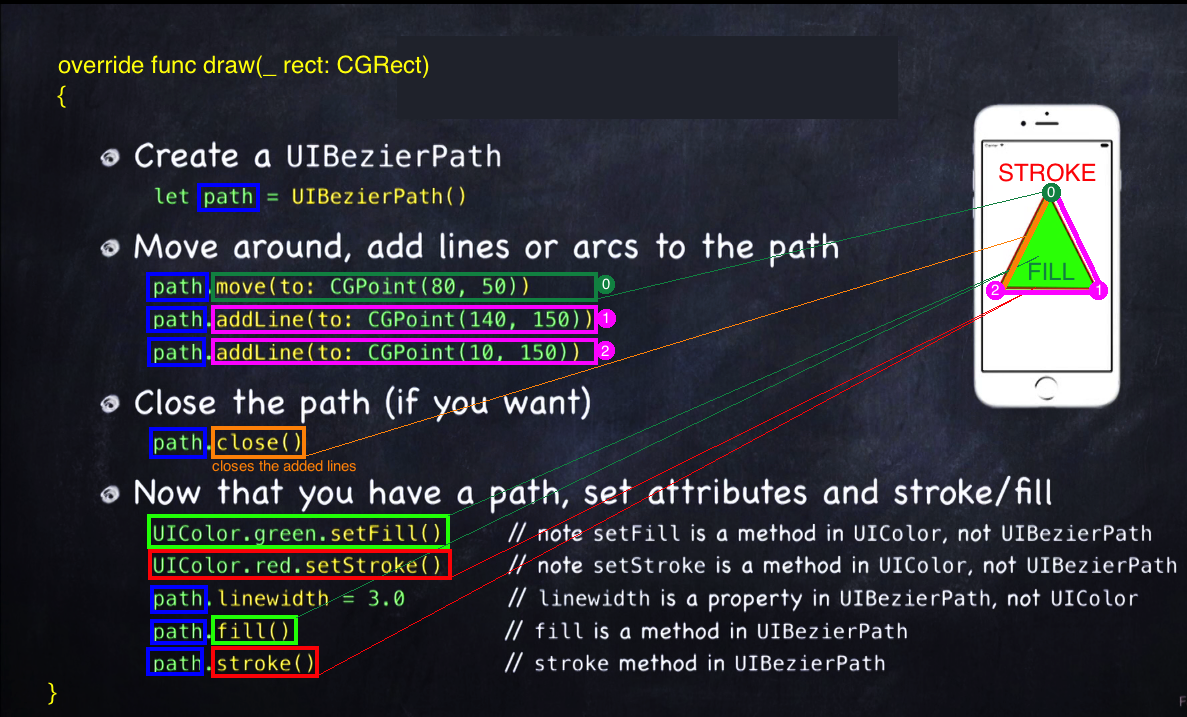 override func draw(_ rect: CGRect)
{
Create a UIBezierPath
let path = UIBezierPath()
Move around, add lines or arcs to the path
path.move(to: CGPoint(80, 50)) 0
path.addLine(to: CGPoint(140, 150)) 1
path.addLine(to: CGPoint(10, 150)) 2
Close the path (if you want)
path.close()
closes the added lines
Now that you have a path, set attributes and stroke/fill
UIColor.green.setFill() // note setFill is a method in UIColor, not UIBezierPath
UIColor.red.setStroke() // note setStroke is a method in UIColor, not UIBezierPath
path.linewidth = 3.0 // linewidth is a property in UIBezierPath, not UIColor
path.fill() // fill is a method in UIBezierPath
path.stroke() // stroke method in UIBezierPath
}
STROKE
0
FILL
2 1
F